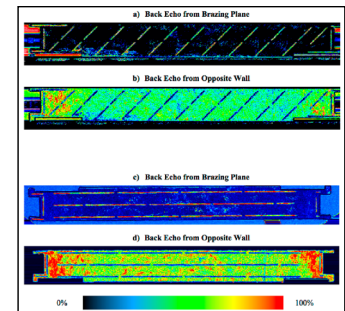 a) Back Echo from Brazing Plane
b) Back Echo from Opposite Wall
c) Back Echo from Brazing Plane
d) Back Echo from Opposite Wall
0% 100%